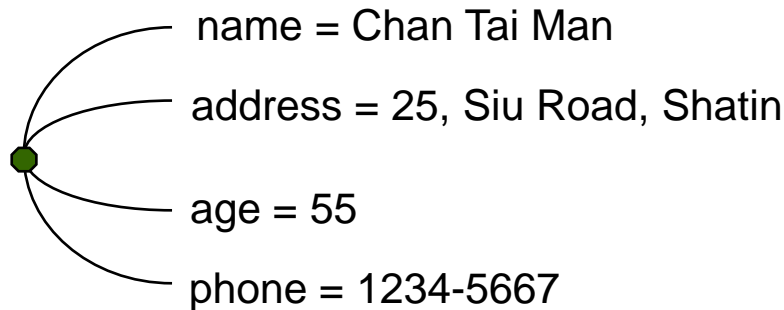 name = Chan Tai Man
address = 25, Siu Road, Shatin
age = 55
phone = 1234-5667